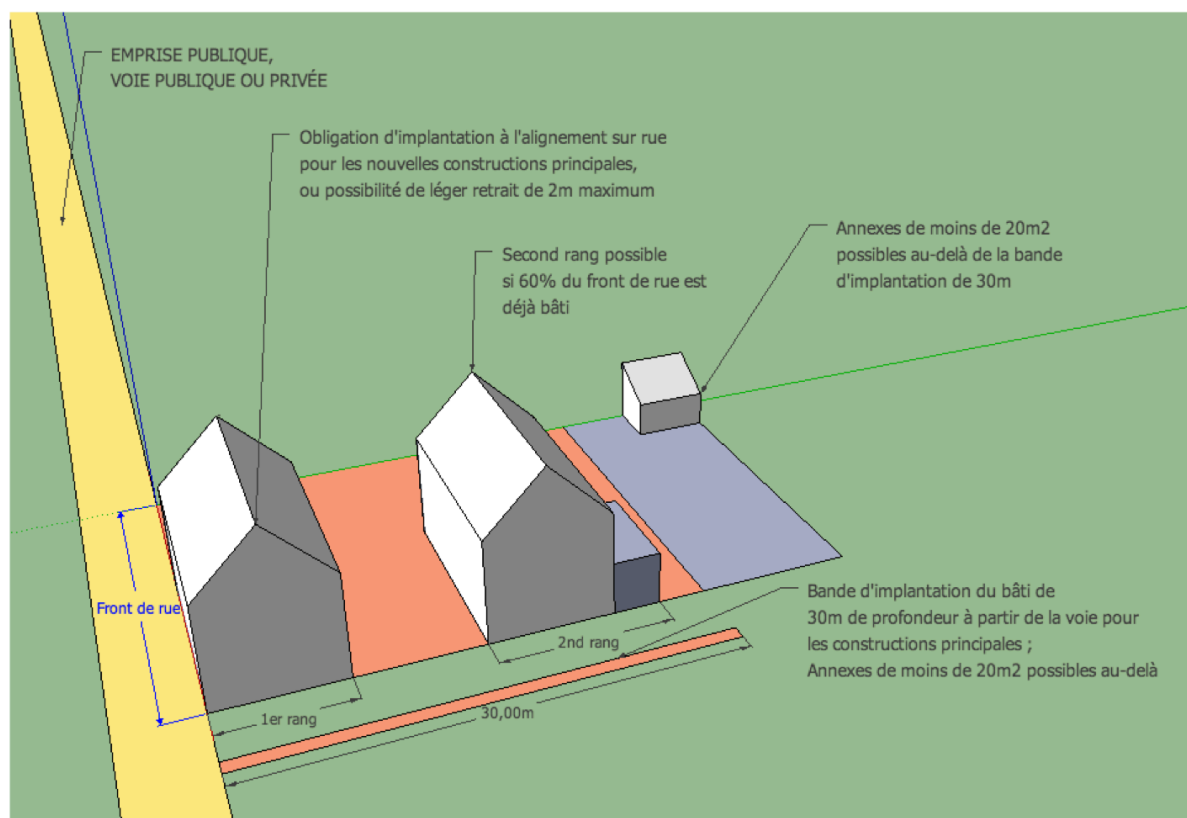 EMPRISE PUBLIQUE,
VOIE PUBLIQUE OU PRIVÉE
Obligation d'implantation à l'alignement sur rue
pour les nouvelles constructions principales,
ou possibilité de léger retrait de 2m maximum
Second rang possible
si 60% du front de rue est
déjà bâti
Annexes de moins de 20m2
possibles au-delà de la bande
d'implantation de 30m
Front de rue
1er rang
2nd rang
30,00m
Bande d'implantation du bâti de
30m de profondeur à partir de la voie pour
les constructions principales ;
Annexes de moins de 20m2 possibles au-delà